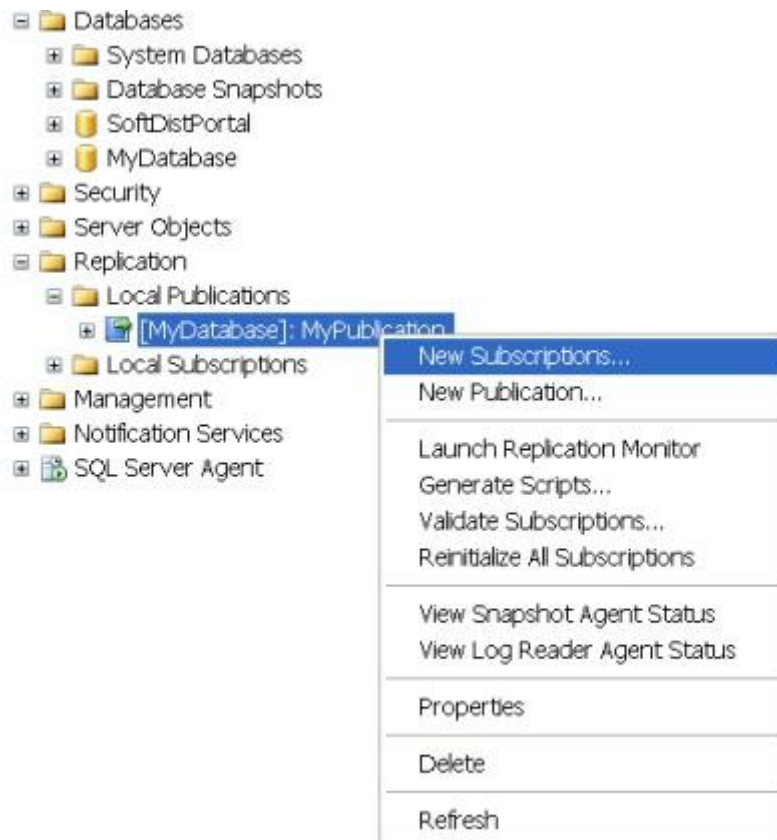 Databases
System Databases
Database Snapshots
SoftDistPortal
MyDatabase
Security
Server Objects
Replication
Local Publications
[MyDatabase]: MyPublication
Local Subscriptions
Management
Notification Services
SQL Server Agent
New Subscriptions...
New Publication...
Launch Replication Monitor
Generate Scripts...
Validate Subscriptions...
Reinitialize All Subscriptions
View Snapshot Agent Status
View Log Reader Agent Status
Properties
Delete
Refresh